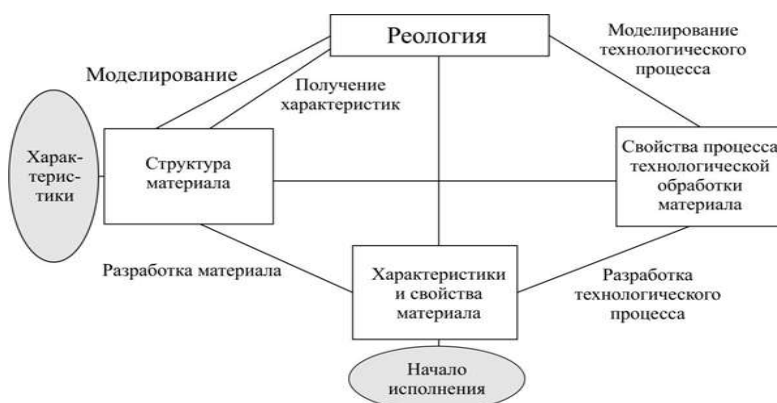 Реология
Моделирование
технологического
процесса
Моделирование
Получение
характеристик
Харак-
терис-
тики
Структура
материала
Свойства процесса
технологической
обработки
материала
Разработка материала
Характеристики
и свойства
материала
Разработка
технологического
процесса
Начало
исполнения